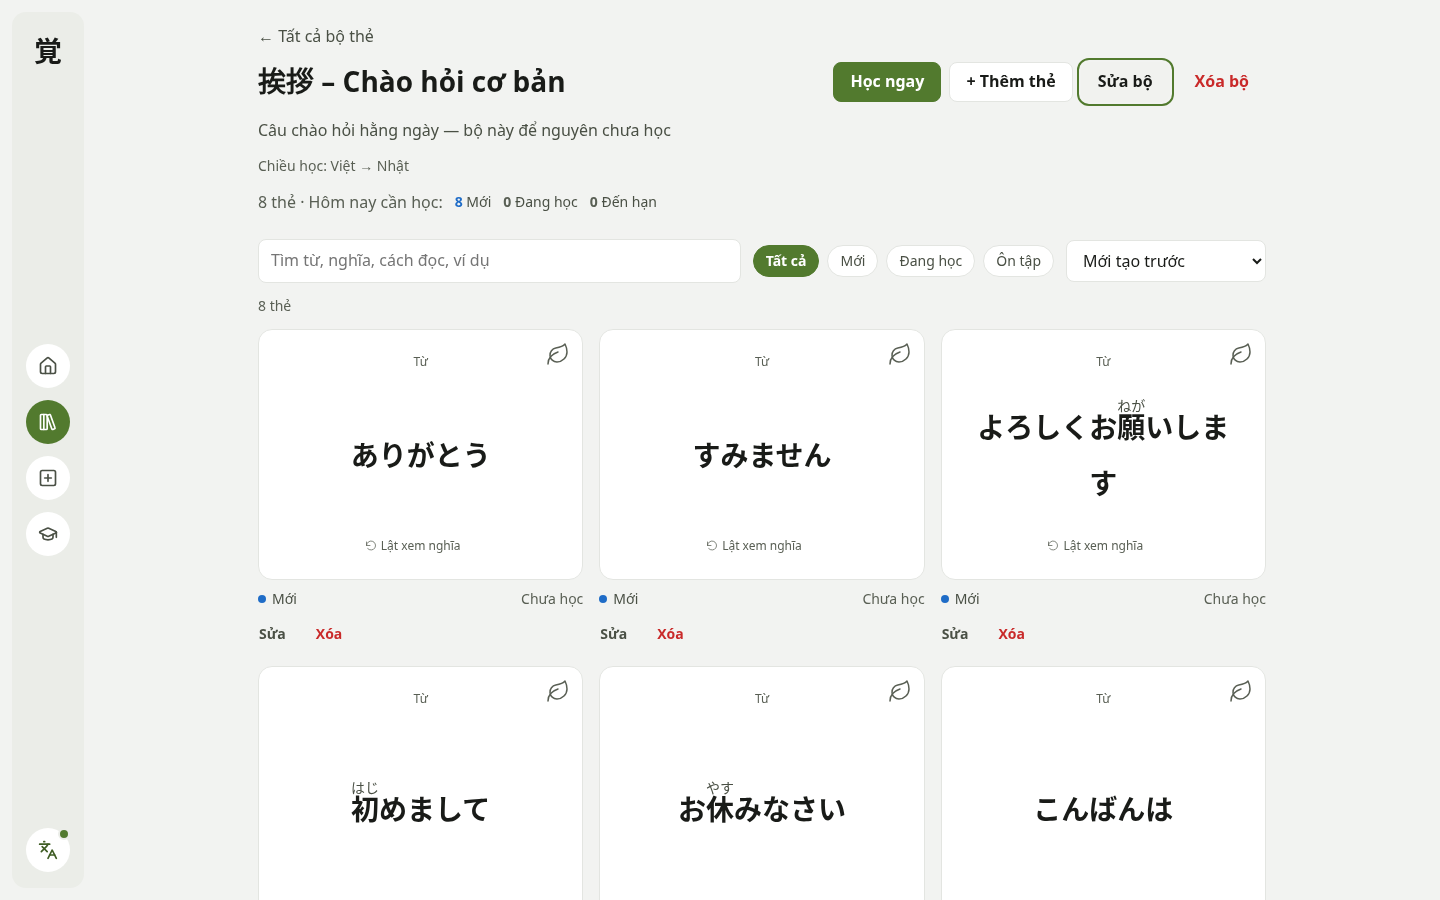 覚
← Tất cả bộ thẻ
挨拶 – Chào hỏi cơ bản
Học ngay
+ Thêm thẻ
Sửa bộ
Xóa bộ
Câu chào hỏi hằng ngày — bộ này để nguyên chưa học
Chiều học: Việt → Nhật
8 thẻ · Hôm nay cần học: 8 Mới 0 Đang học 0 Đến hạn
Tìm từ, nghĩa, cách đọc, ví dụ
Tất cả
Mới
Đang học
Ôn tập
Mới tạo trước
8 thẻ
Từ
ありがとう
Lật xem nghĩa
Mới
Chưa học
Sửa
Xóa
Từ
すみません
Lật xem nghĩa
Mới
Chưa học
Sửa
Xóa
Từ
ねが
よろしくお願いしま
す
Lật xem nghĩa
Mới
Chưa học
Sửa
Xóa
Từ
はじ
初めまして
Từ
やす
お休みなさい
Từ
こんばんは